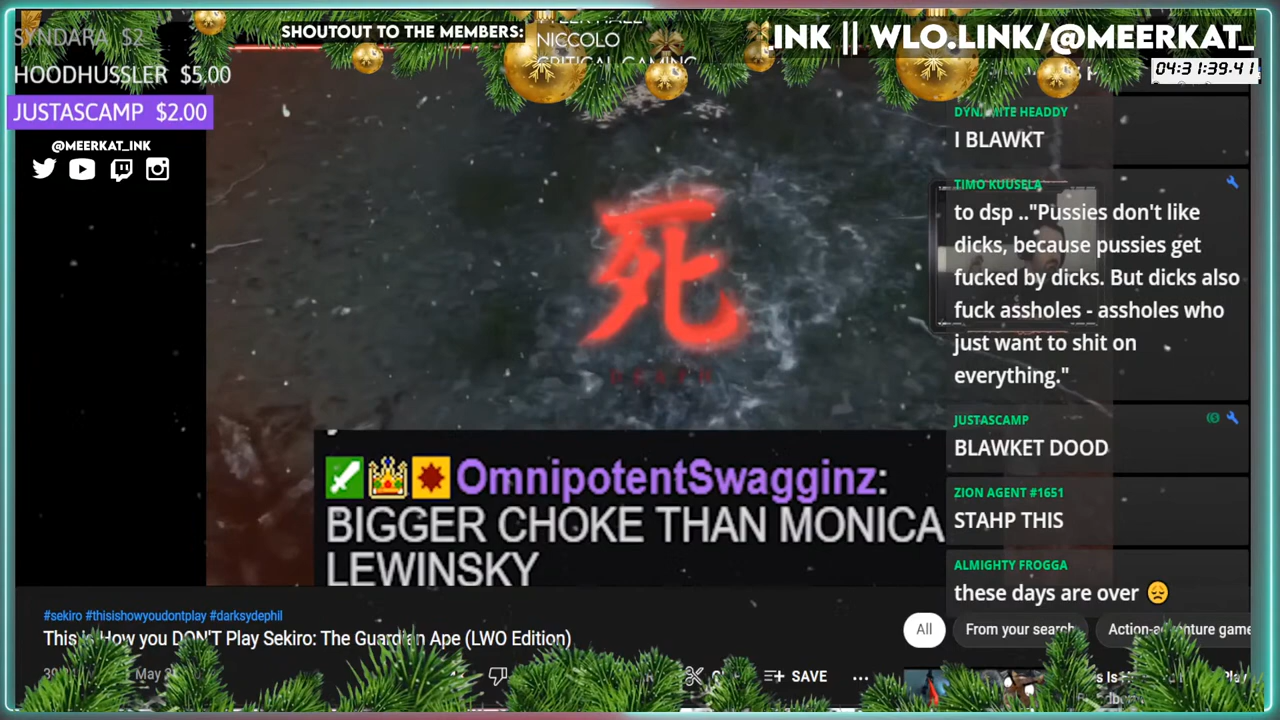 SYNDARA $2
HOODHUSSLER $5.00
JUSTASCAMP $2.00
@MEERKAT_INK
SHOUTOUT TO THE MEMBERS:
NICCOLO
CRITICAL GAMING
.INK || WLO.LINK/@MEERKAT_
04:31:39.41
I BLAWKT
TIMO KUUSELA
to dsp .."Pussies don't like
dicks, because pussies get
fucked by dicks. But dicks also
fuck assholes - assholes who
just want to shit on
everything."
JUSTASCAMP
BLAWKET DOOD
ZION AGENT #1651
STAHP THIS
ALMIGHTY FROGGA
these days are over 😞
死
DEATH
OmnipotentSwagginz:
BIGGER CHOKE THAN MONICA
LEWINSKY
#sekiro #thisishowyoudontplay #darksydephil
This is How you DON'T Play Sekiro: The Guardian Ape (LWO Edition)
May
SAVE
All
From your search
Action-adventure game